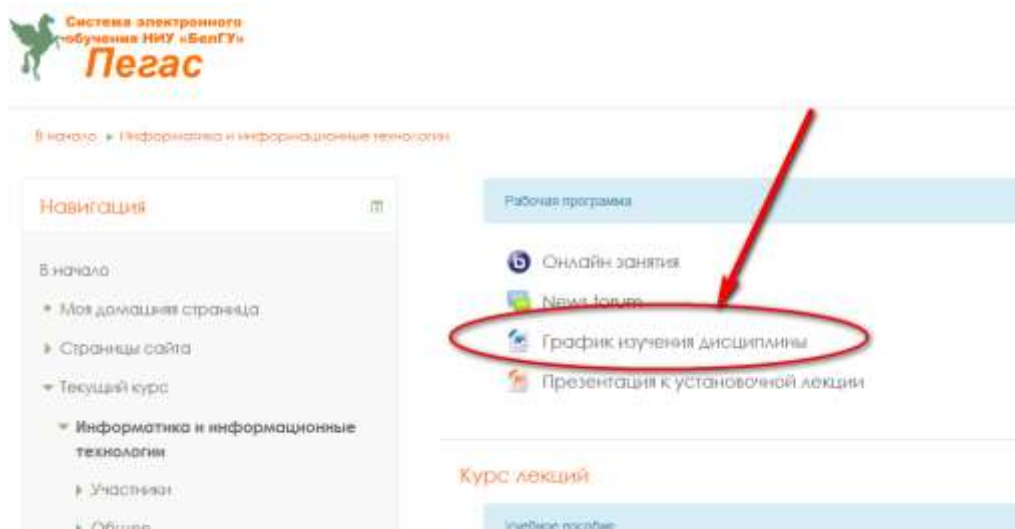 Система электронного
обучения НИУ «БелГУ»
Пегас
В начало ▸ Информатика и информационные технологии
Навигация
Рабочая программа
В начало
Онлайн занятия
Моя домашняя страница
News forum
Страницы сайта
График изучения дисциплины
Текущий курс
Презентация к установочной лекции
Информатика и информационные
технологии
Участники
Курс лекций
Общее
Учебное пособие